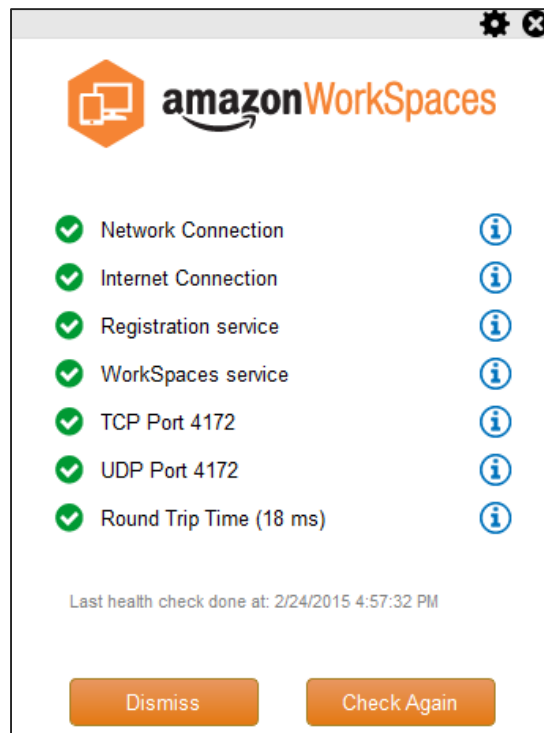 amazonWorkSpaces
Network Connection
Internet Connection
Registration service
WorkSpaces service
TCP Port 4172
UDP Port 4172
Round Trip Time (18 ms)
Last health check done at: 2/24/2015 4:57:32 PM
Dismiss Check Again